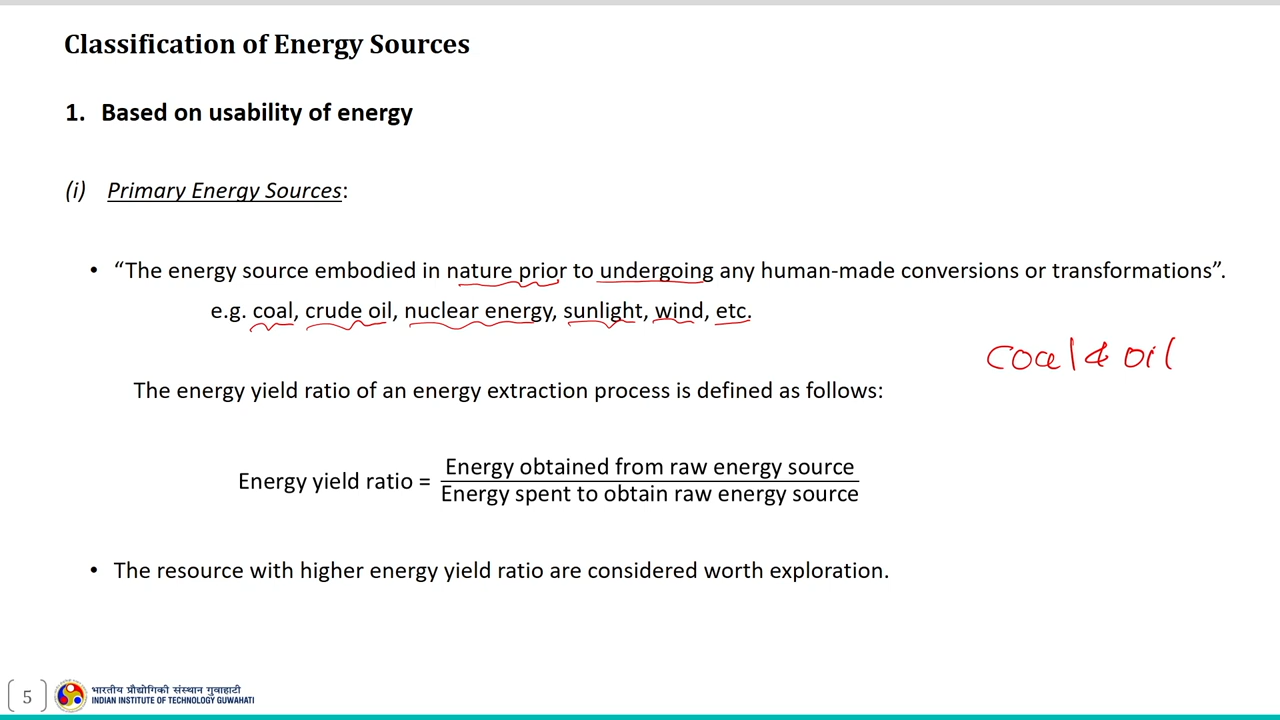 Classification of Energy Sources
1. Based on usability of energy
(i) Primary Energy Sources:
• “The energy source embodied in nature prior to undergoing any human-made conversions or transformations”.
e.g. coal, crude oil, nuclear energy, sunlight, wind, etc.
coal & oil
The energy yield ratio of an energy extraction process is defined as follows:
Energy yield ratio = Energy obtained from raw energy source
Energy spent to obtain raw energy source
• The resource with higher energy yield ratio are considered worth exploration.
5
भारतीय प्रौद्योगिकी संस्थान गुवाहाटी
INDIAN INSTITUTE OF TECHNOLOGY GUWAHATI